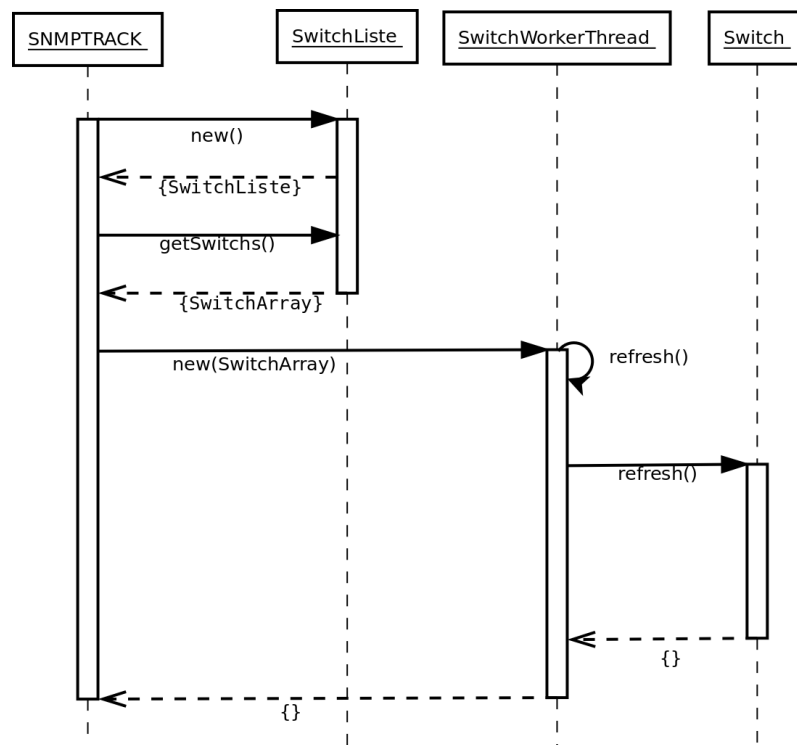 SNMPTRACK
SwitchListe
SwitchWorkerThread
Switch
new()
{SwitchListe}
getSwitchs()
{SwitchArray}
new(SwitchArray)
refresh()
refresh()
{}
{}